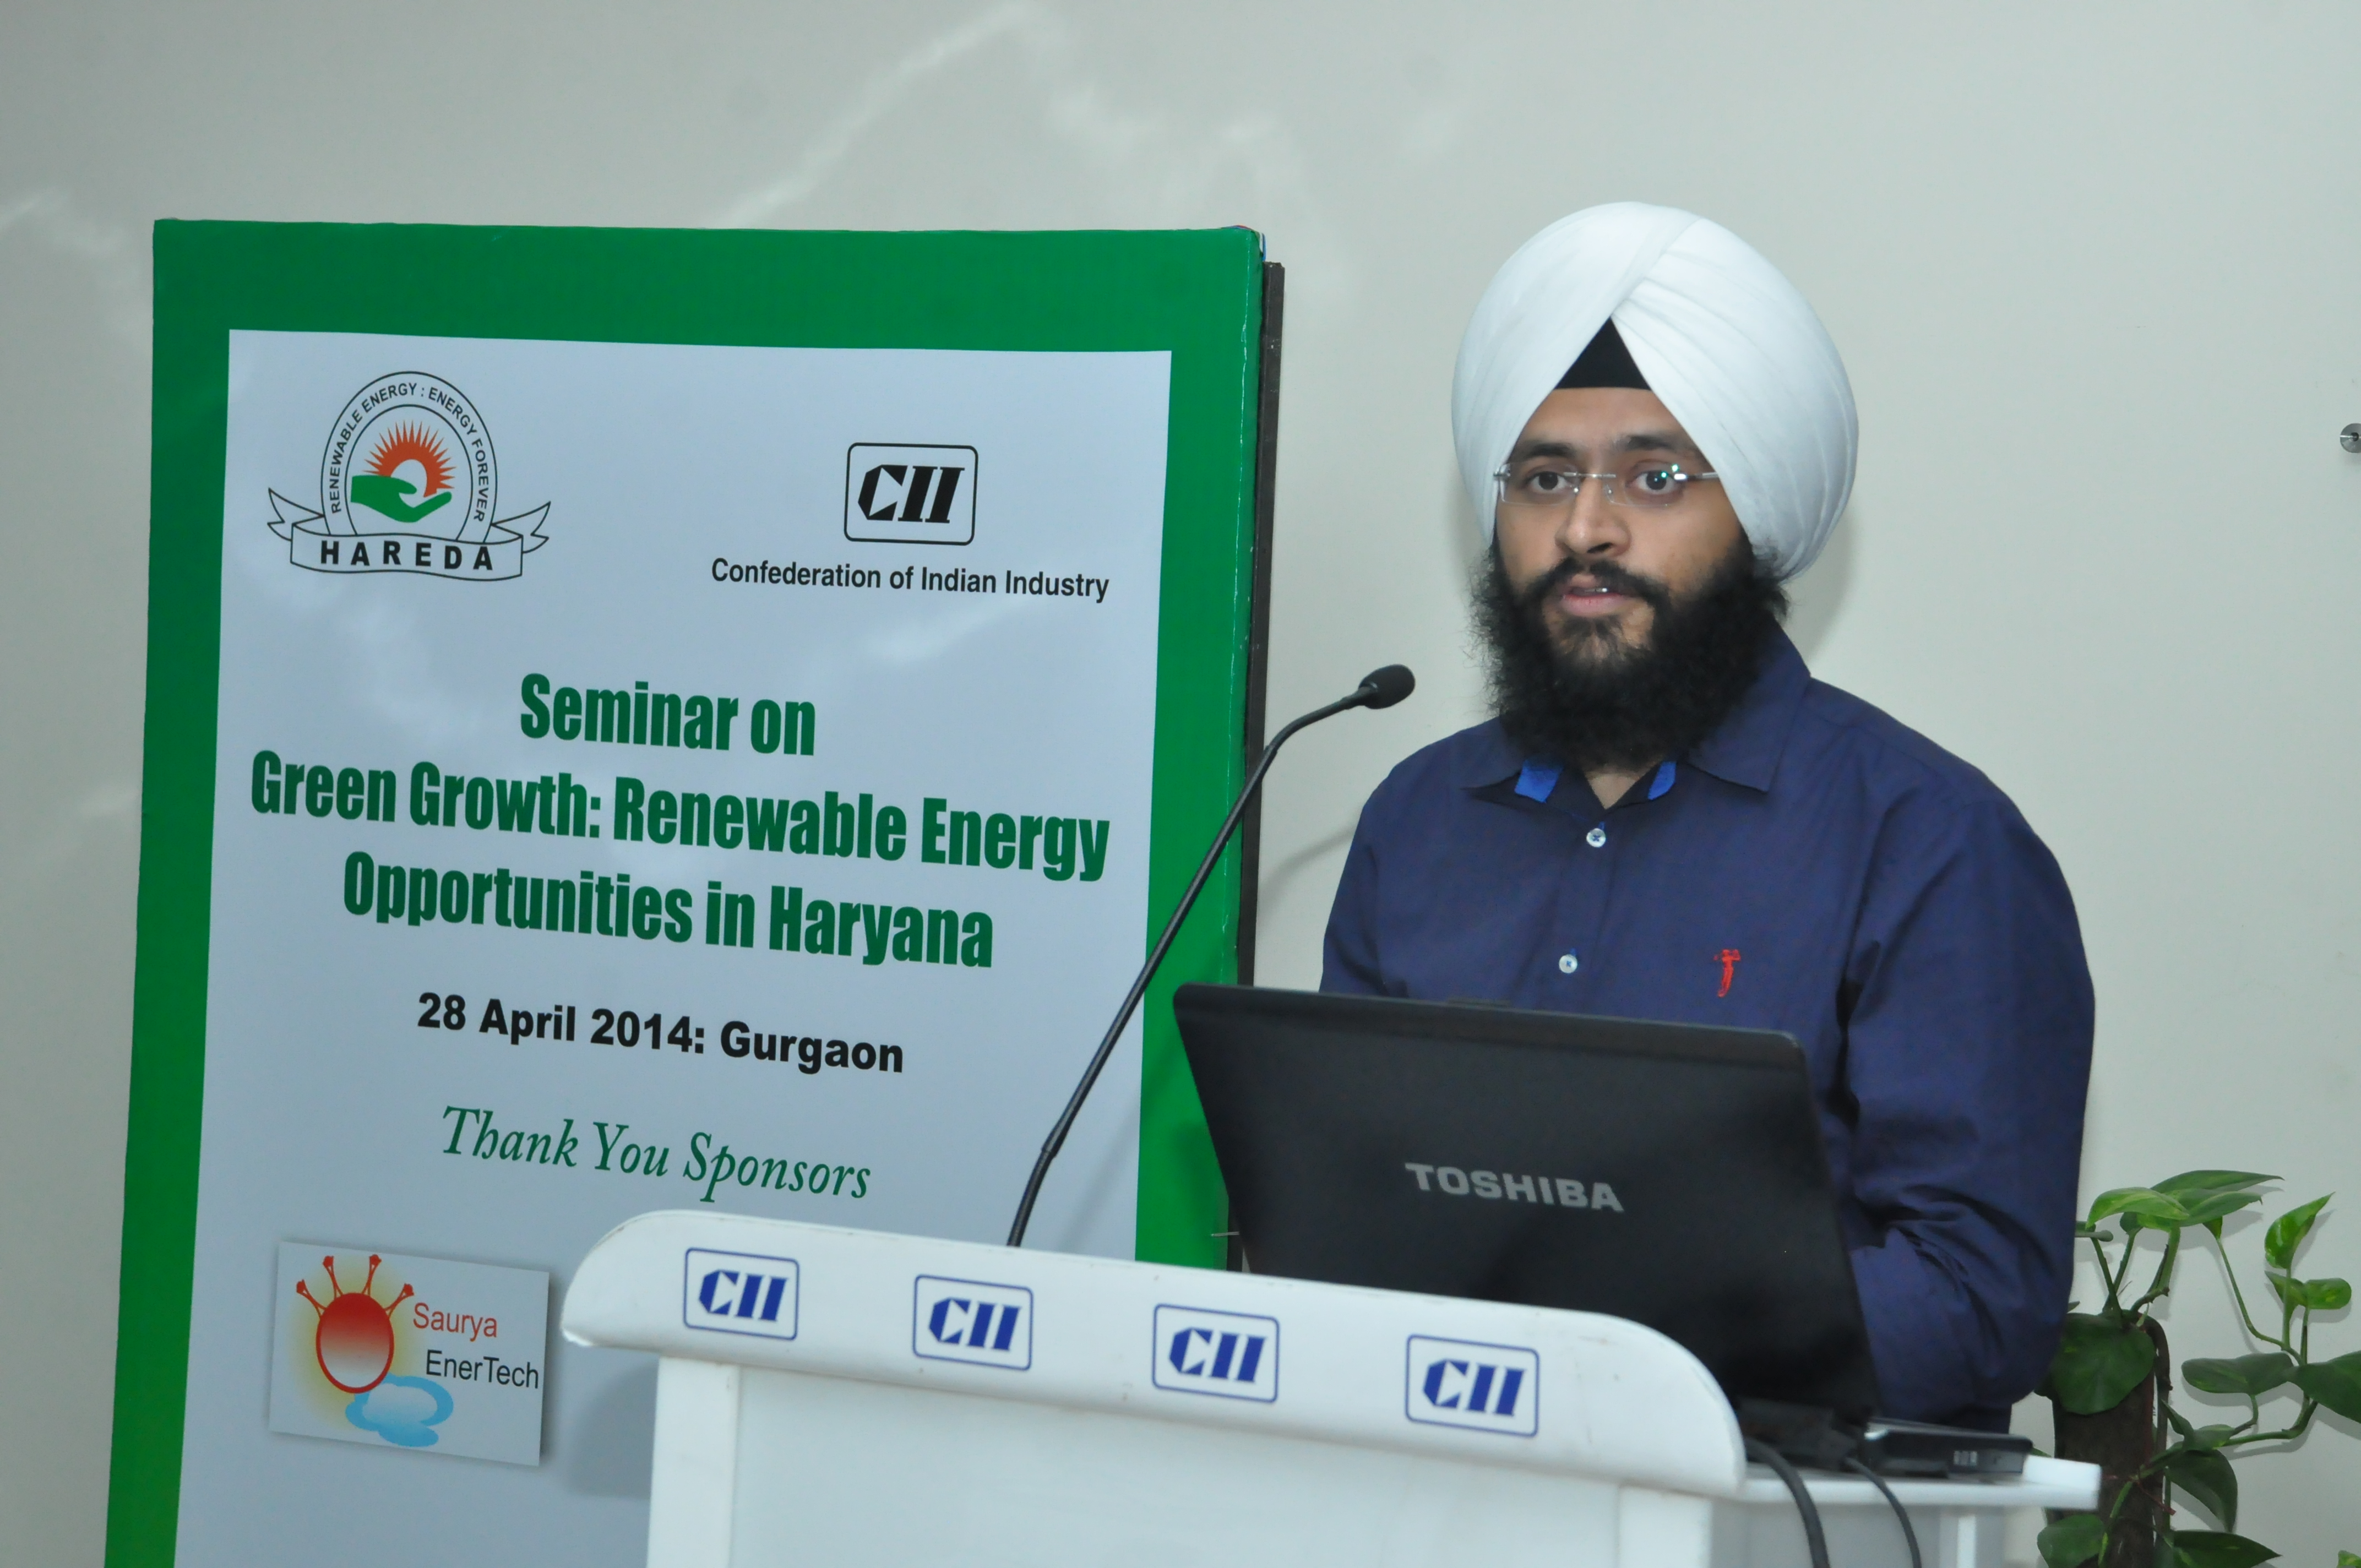 RENEWABLE ENERGY : ENERGY FOREVER
HAREDA
CII
Confederation of Indian Industry
Seminar on
Green Growth: Renewable Energy
Opportunities in Haryana
28 April 2014: Gurgaon
Thank You Sponsors
Saurya
EnerTech
TOSHIBA
CII
CII
CII
CII